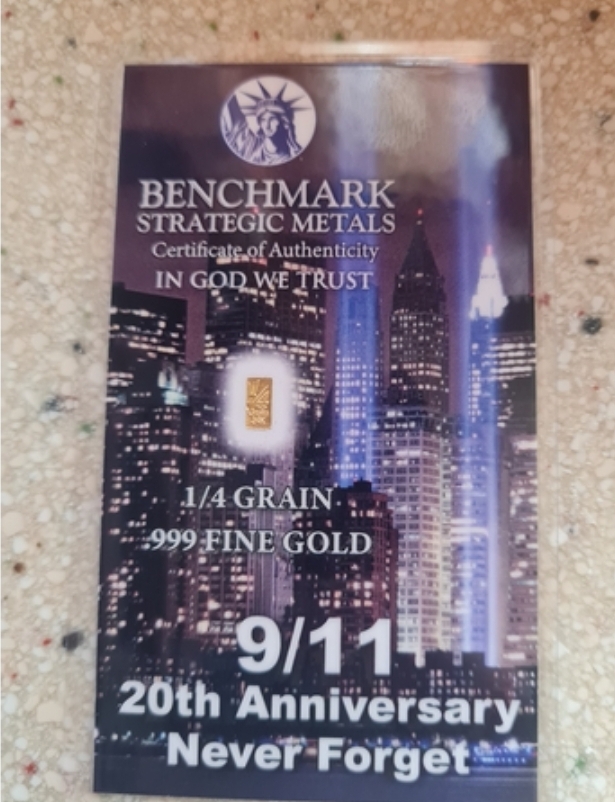 BENCHMARK
STRATEGIC METALS
Certificate of Authenticity
IN GOD WE TRUST
1/4 GRAIN
.999 FINE GOLD
9/11
20th Anniversary
Never Forget